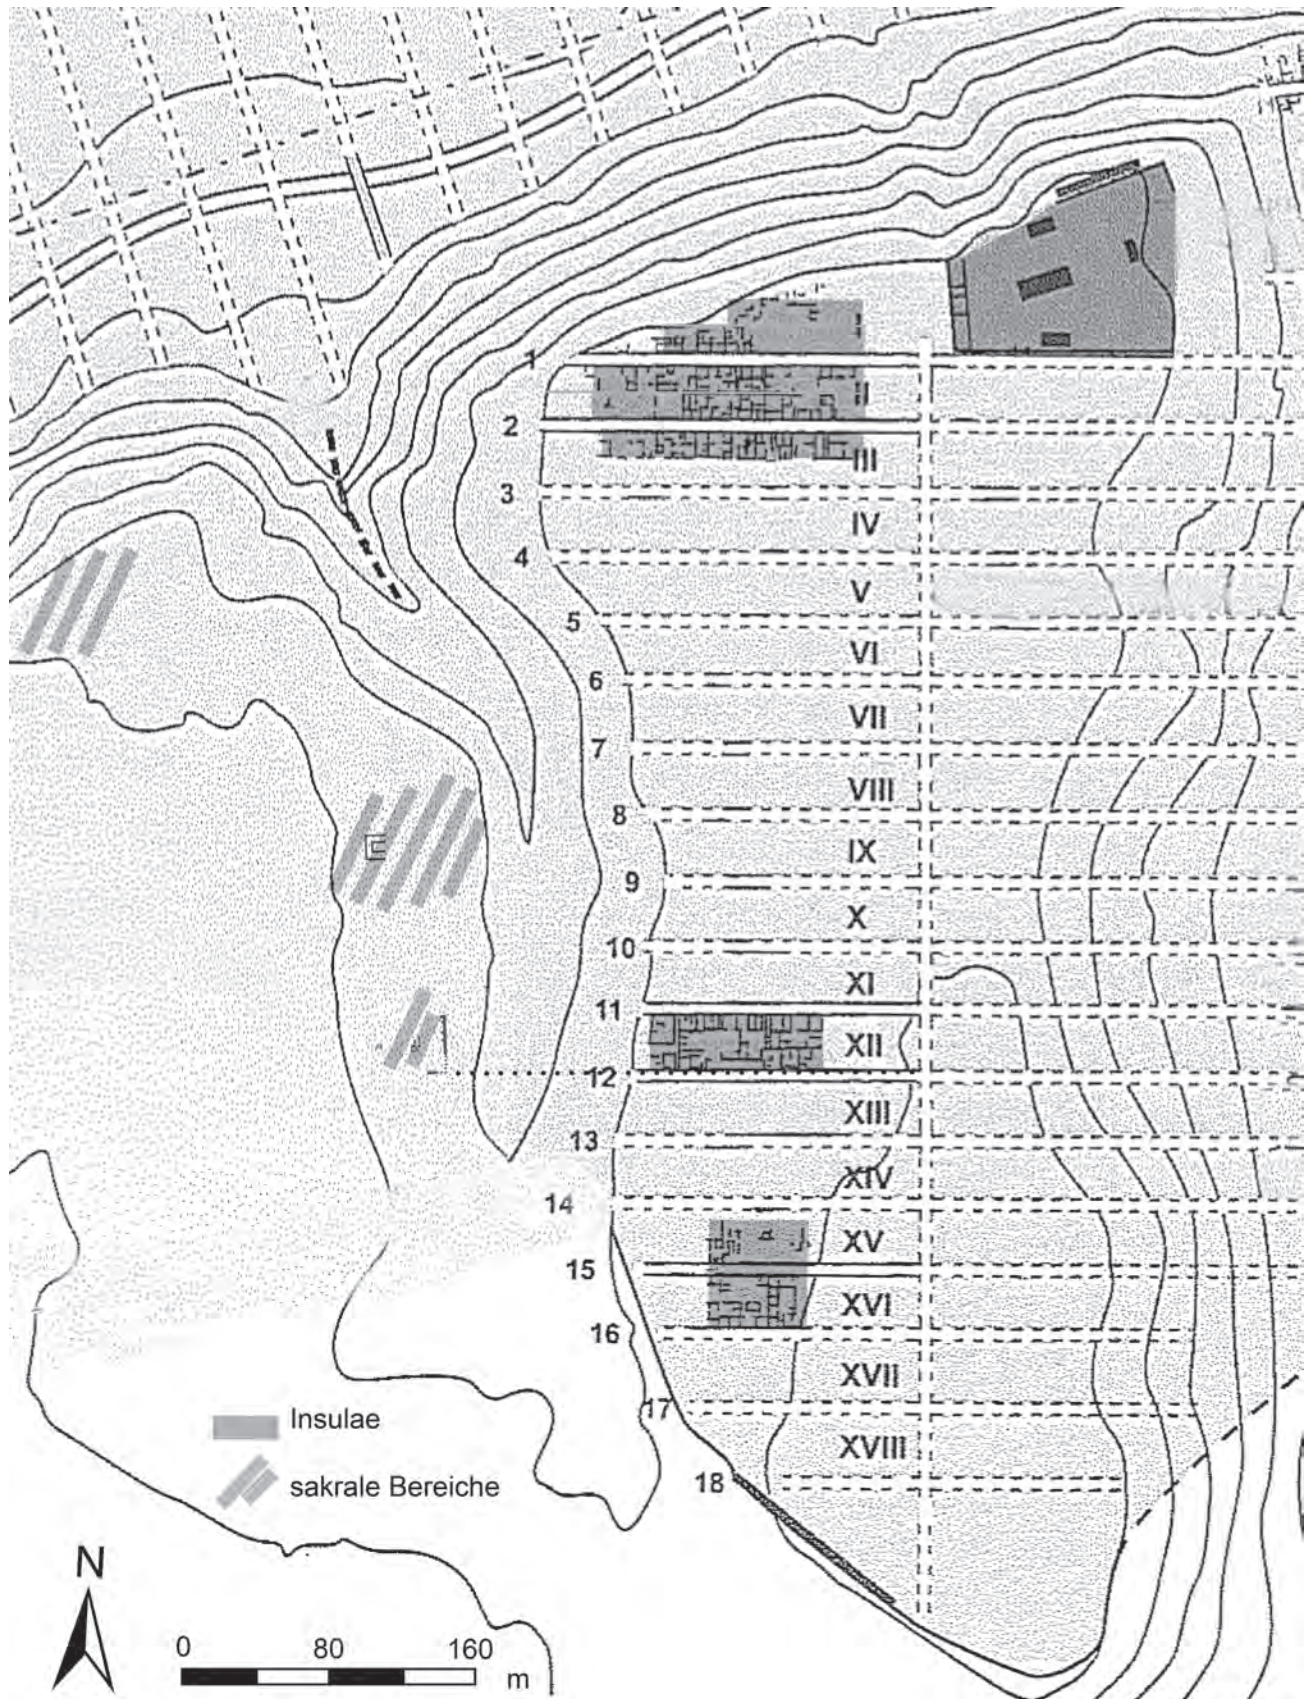 1
II
2
III
3
IV
4
V
5
VI
6
VII
7
VIII
8
IX
9
X
10
XI
11
XII
12
XIII
13
XIV
14
XV
15
XVI
16
XVII
17
XVIII
18
Insulae
sakrale Bereiche
N
0 80 160
m